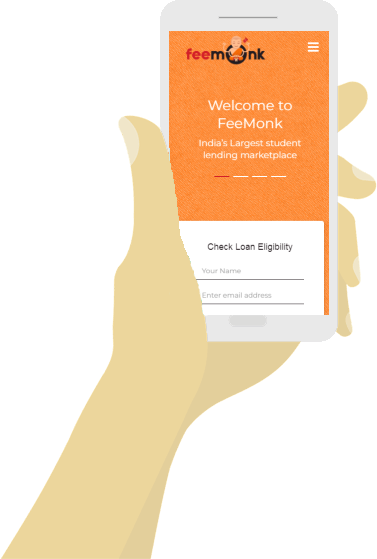 feemonk
Welcome to
FeeMonk
India's Largest student
lending marketplace
Check Loan Eligibility
Your Name
Enter email address